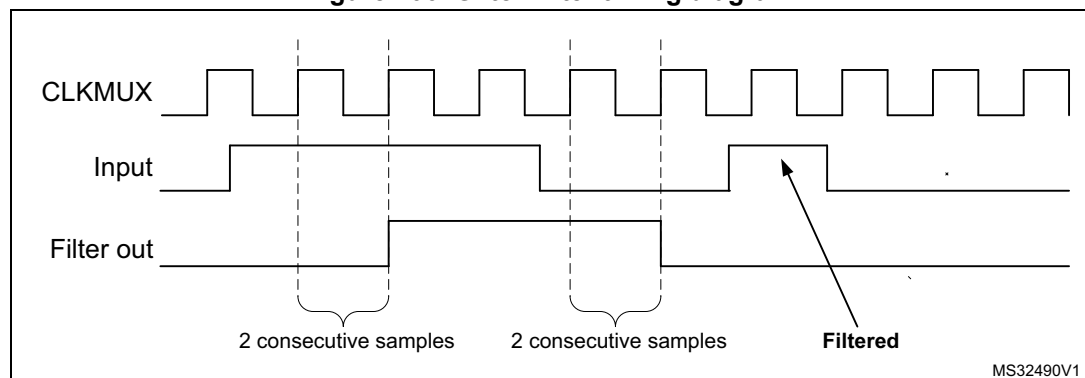 CLKMUX
Input
Filter out
2 consecutive samples
2 consecutive samples
Filtered
MS32490V1